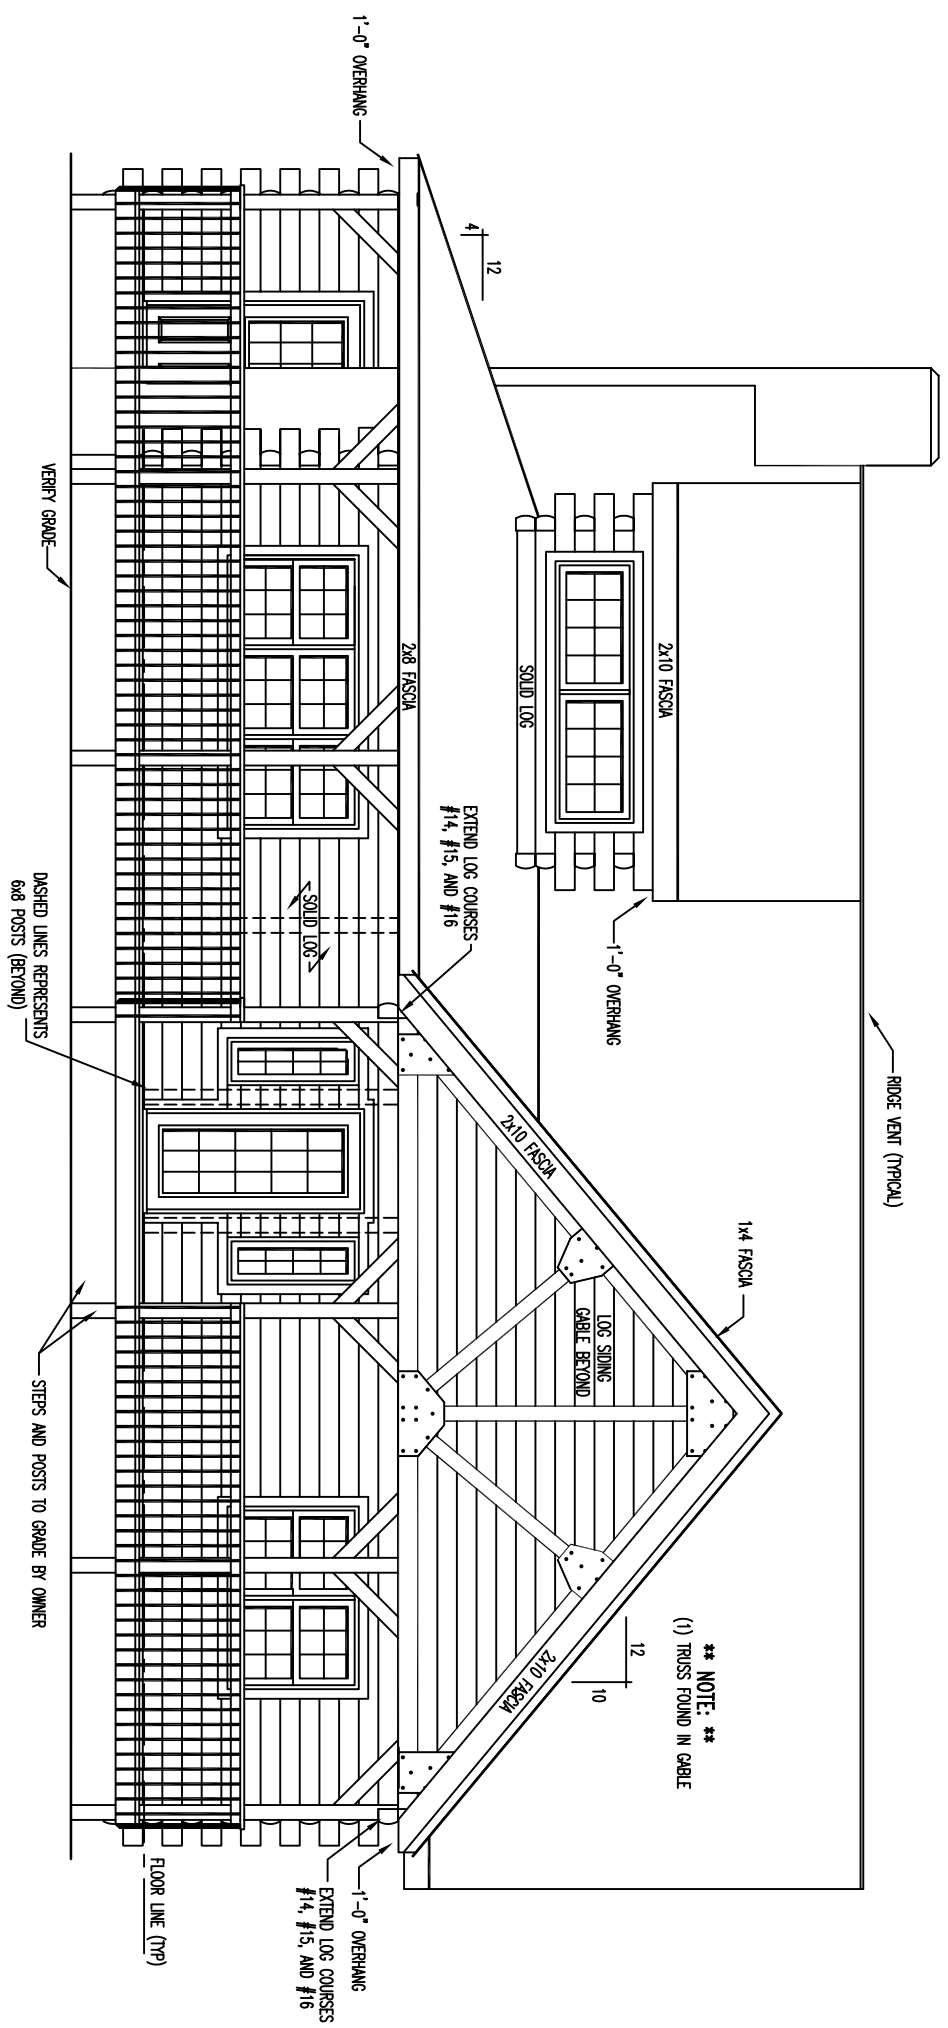 RIDGE VENT (TYPICAL)
1x4 FASCIA
** NOTE: **
(1) TRUSS FOUND IN GABLE
12
10
2x10 FASCIA
1'-0" OVERHANG
SOLID LOG
12
4
1'-0" OVERHANG
2x8 FASCIA
EXTEND LOG COURSES
#14, #15, AND #16
2x10 FASCIA
LOG SIDING
GABLE BEYOND
2x10 FASCIA
1'-0" OVERHANG
EXTEND LOG COURSES
#14, #15, AND #16
SOLID LOG
FLOOR LINE (TYP)
VERIFY GRADE
DASHED LINES REPRESENTS
6x8 POSTS (BEYOND)
STEPS AND POSTS TO GRADE BY OWNER